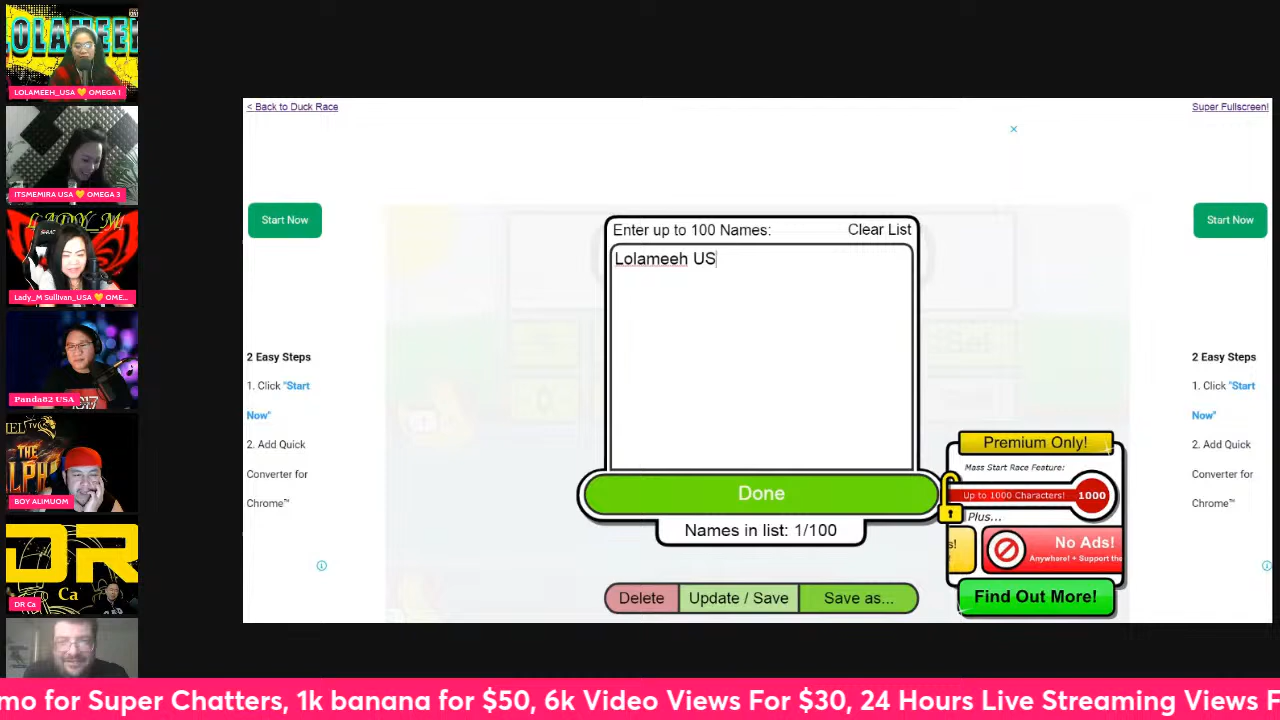 LOLAMEEH_USA 💛 OMEGA 1
ITSMEMIRA USA 💛 OMEGA 3
LADY_M
Lady_M Sullivan_USA 💛 OME...
Panda82 USA
THE
BOY ALIMUOM
DR
Ca
DR Ca
< Back to Duck Race
Super Fullscreen!
Start Now
Start Now
Enter up to 100 Names:
Clear List
Lolameeh US
2 Easy Steps
1. Click "Start
Now"
2. Add Quick
Converter for
Chrome™
2 Easy Steps
1. Click "Start
Now"
2. Add Quick
Converter for
Chrome™
Done
Names in list: 1/100
Premium Only!
Mass Start Race Feature:
Up to 1000 Characters!
1000
Plus...
s!
No Ads!
Anywhere! + Support the
Find Out More!
Delete
Update / Save
Save as...
mo for Super Chatters, 1k banana for $50, 6k Video Views For $30, 24 Hours Live Streaming Views F